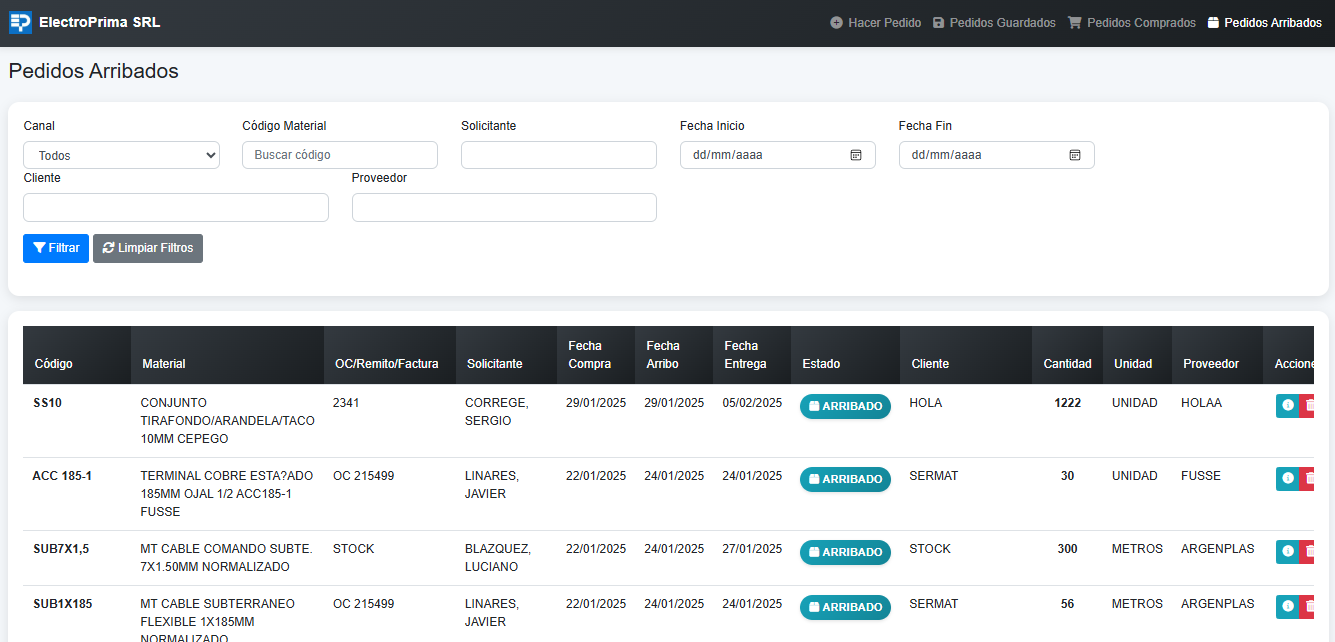 ElectroPrima SRL
Hacer Pedido Pedidos Guardados Pedidos Comprados Pedidos Arribados
Pedidos Arribados
Canal Código Material Solicitante Fecha Inicio Fecha Fin
Todos Buscar código dd/mm/aaaa dd/mm/aaaa
Cliente Proveedor
Filtrar Limpiar Filtros
Código Material OC/Remito/Factura Solicitante Fecha Compra Fecha Arribo Fecha Entrega Estado Cliente Cantidad Unidad Proveedor Accione
SS10 CONJUNTO 2341 CORREGE, 29/01/2025 29/01/2025 05/02/2025 ARRIBADO HOLA 1222 UNIDAD HOLAA
TIRAFONDO/ARANDELA/TACO SERGIO
10MM CEPEGO
ACC 185-1 TERMINAL COBRE ESTA?ADO OC 215499 LINARES, 22/01/2025 24/01/2025 24/01/2025 ARRIBADO SERMAT 30 UNIDAD FUSSE
185MM OJAL 1/2 ACC185-1 JAVIER
FUSSE
SUB7X1,5 MT CABLE COMANDO SUBTE. STOCK BLAZQUEZ, 22/01/2025 24/01/2025 27/01/2025 ARRIBADO STOCK 300 METROS ARGENPLAS
7X1.50MM NORMALIZADO LUCIANO
SUB1X185 MT CABLE SUBTERRANEO OC 215499 LINARES, 22/01/2025 24/01/2025 24/01/2025 ARRIBADO SERMAT 56 METROS ARGENPLAS
FLEXIBLE 1X185MM JAVIER
NORMALIZADO